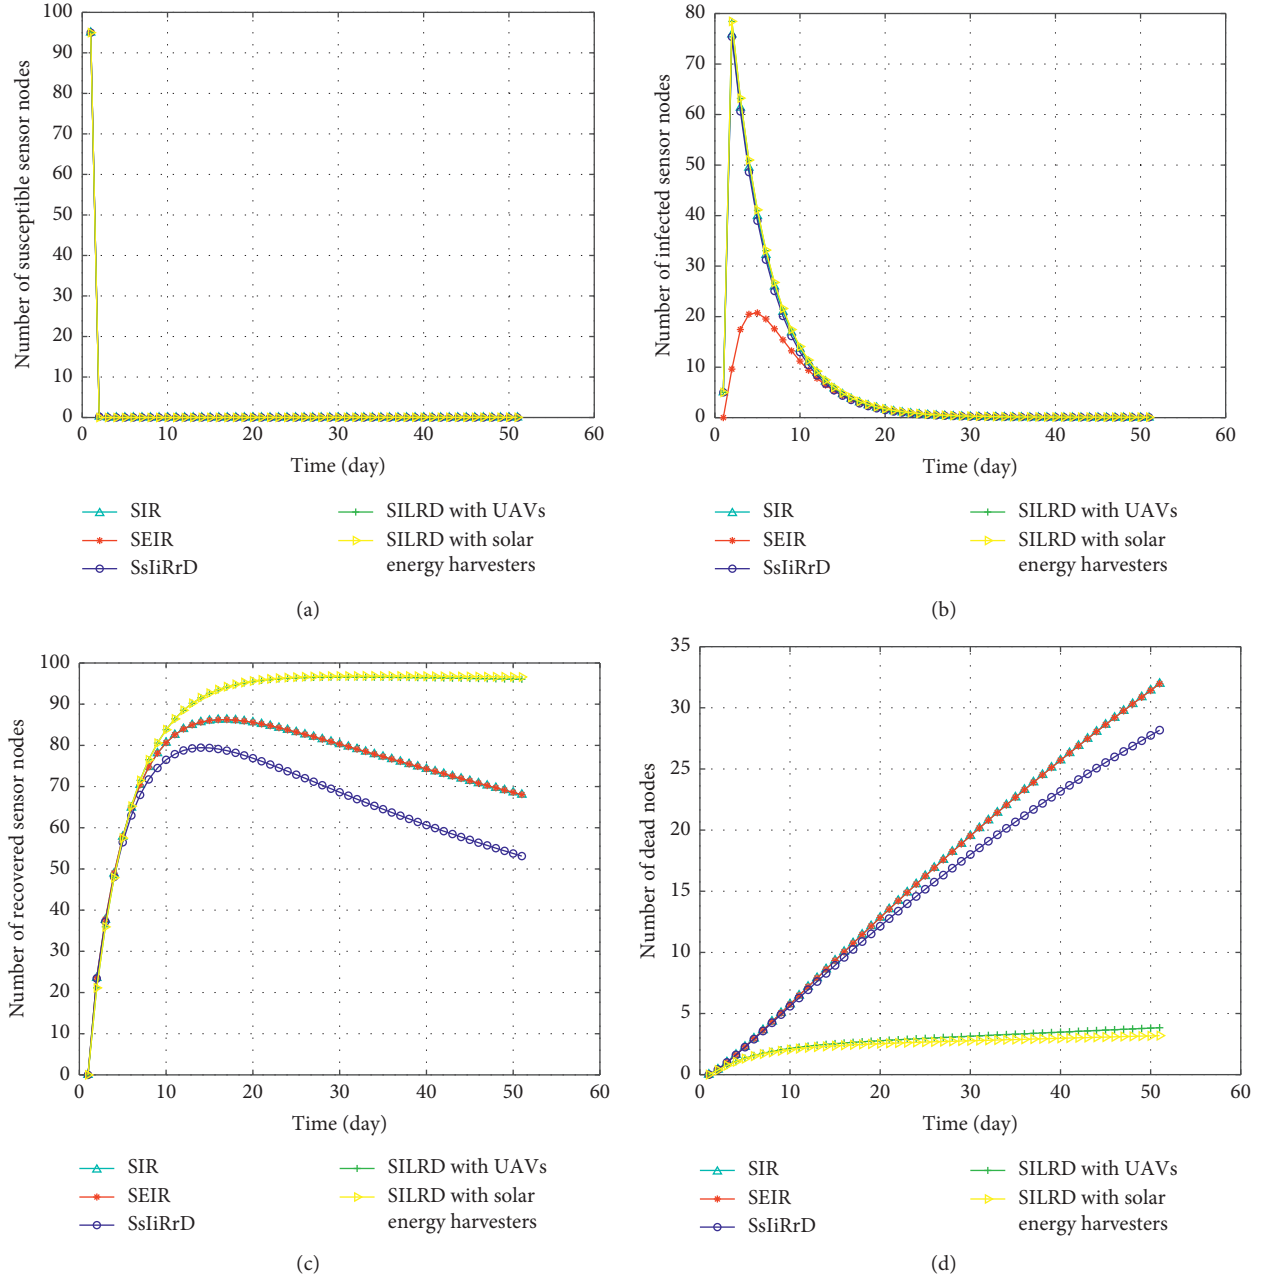 Number of susceptible sensor nodes
100
90
80
70
60
50
40
30
20
10
0
0 10 20 30 40 50 60
Time (day)
SIR
SEIR
SsIiRrD
SILRD with UAVs
SILRD with solar
energy harvesters
(a)
Number of infected sensor nodes
80
70
60
50
40
30
20
10
0
0 10 20 30 40 50 60
Time (day)
SIR
SEIR
SsIiRrD
SILRD with UAVs
SILRD with solar
energy harvesters
(b)
Number of recovered sensor nodes
100
90
80
70
60
50
40
30
20
10
0
0 10 20 30 40 50 60
Time (day)
SIR
SEIR
SsIiRrD
SILRD with UAVs
SILRD with solar
energy harvesters
(c)
Number of dead nodes
35
30
25
20
15
10
5
0
0 10 20 30 40 50 60
Time (day)
SIR
SEIR
SsIiRrD
SILRD with UAVs
SILRD with solar
energy harvesters
(d)